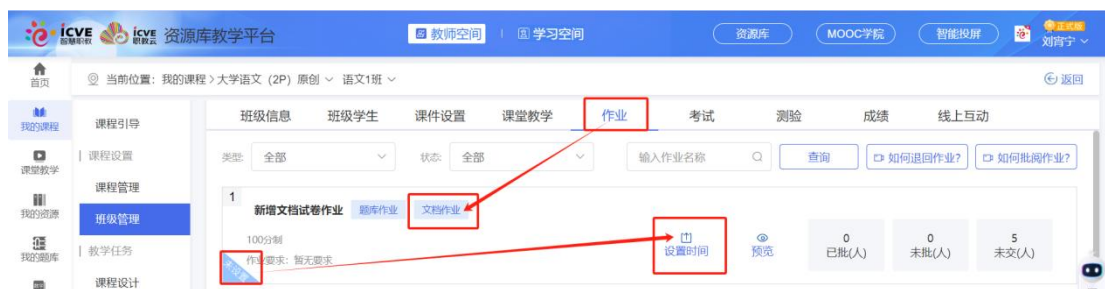 icve 智慧职教 icve 职教云 资源库教学平台 教师空间 学习空间 资源库 MOOC学院 智能投屏 正式版 刘宵宁
首页 当前位置：我的课程 > 大学语文（2P）原创 语文1班 返回
我的课程 课程引导 班级信息 班级学生 课件设置 课堂教学 作业 考试 测验 成绩 线上互动
课堂教学 课程设置 类型: 全部 状态: 全部 输入作业名称 查询 如何退回作业? 如何批阅作业?
我的资源 课程管理 1 新增文档试卷作业 题库作业 文档作业
班级管理 100分制 设置时间 预览 0 已批(人) 0 未批(人) 5 未交(人)
我的题库 教学任务 作业要求：暂无要求
未设置
课程设计